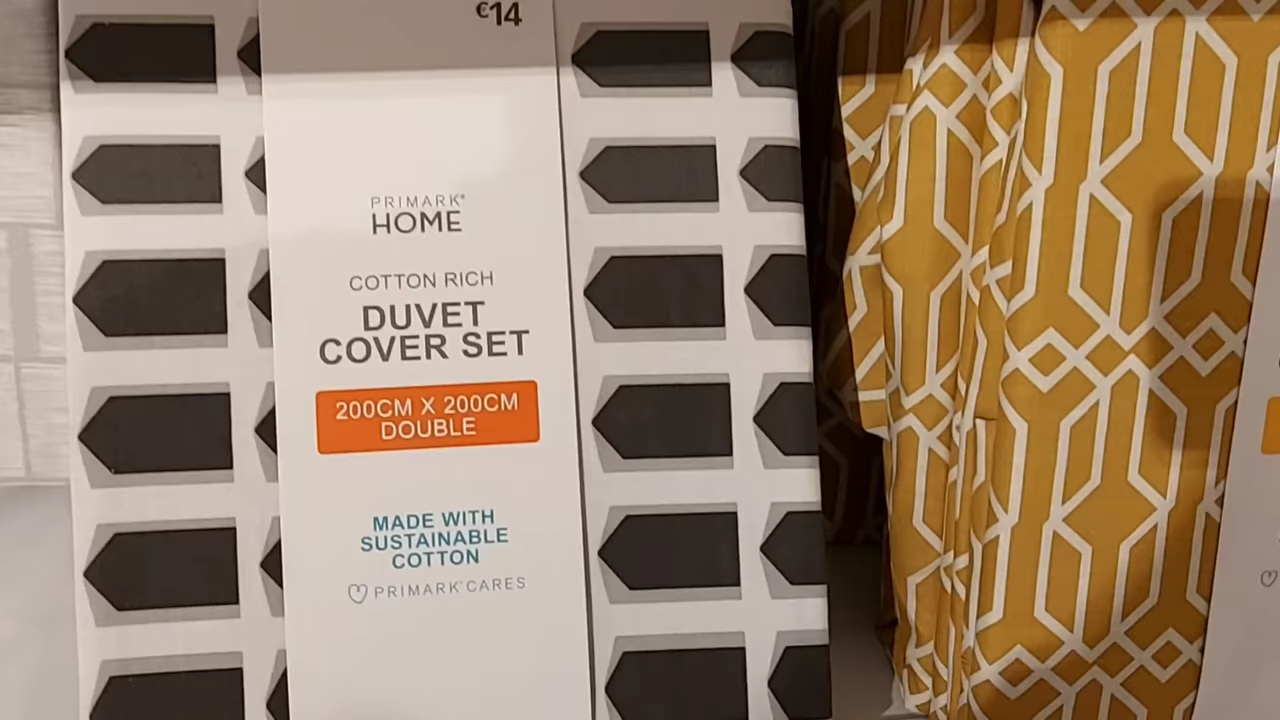 €14
PRIMARK®
HOME
COTTON RICH
DUVET
COVER SET
200CM X 200CM
DOUBLE
MADE WITH
SUSTAINABLE
COTTON
PRIMARK® CARES